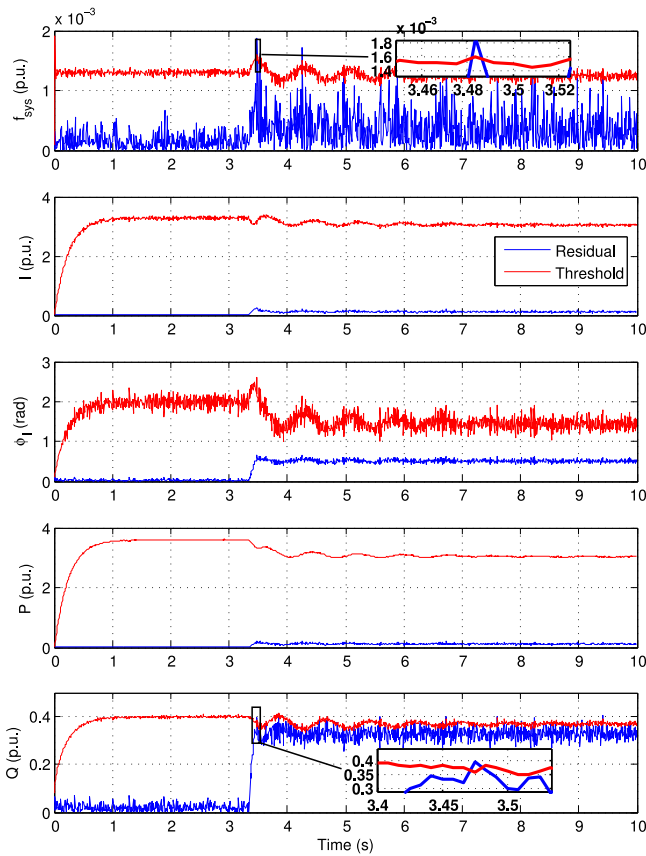 x 10⁻³
2
1
0
f_sys (p.u.)
x 10⁻³
1.8
1.6
1.4
3.46 3.48 3.5 3.52
0 1 2 3 4 5 6 7 8 9 10
4
2
0
I (p.u.)
Residual
Threshold
0 1 2 3 4 5 6 7 8 9 10
3
2
1
0
ϕ_I (rad)
0 1 2 3 4 5 6 7 8 9 10
4
2
0
P (p.u.)
0 1 2 3 4 5 6 7 8 9 10
0.4
0.2
0
Q (p.u.)
0.4
0.35
0.3
3.4 3.45 3.5
0 1 2 3 4 5 6 7 8 9 10
Time (s)